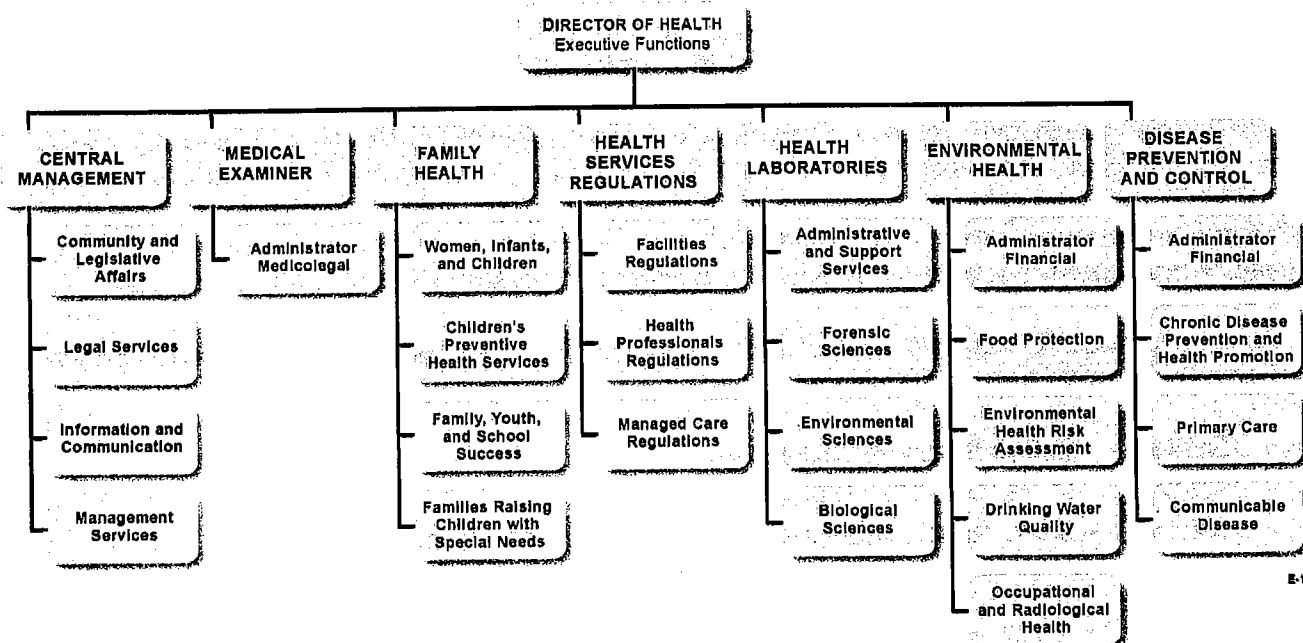 DIRECTOR OF HEALTH
Executive Functions
CENTRAL
MANAGEMENT
Community and
Legislative
Affairs
Legal Services
Information and
Communication
Management
Services
MEDICAL
EXAMINER
Administrator
Medicolegal
FAMILY
HEALTH
Women, Infants,
and Children
Children's
Preventive
Health Services
Family, Youth,
and School
Success
Families Raising
Children with
Special Needs
HEALTH
SERVICES
REGULATIONS
Facilities
Regulations
Health
Professionals
Regulations
Managed Care
Regulations
HEALTH
LABORATORIES
Administrative
and Support
Services
Forensic
Sciences
Environmental
Sciences
Biological
Sciences
ENVIRONMENTAL
HEALTH
Administrator
Financial
Food Protection
Environmental
Health Risk
Assessment
Drinking Water
Quality
Occupational
and Radiological
Health
DISEASE
PREVENTION
AND CONTROL
Administrator
Financial
Chronic Disease
Prevention and
Health Promotion
Primary Care
Communicable
Disease